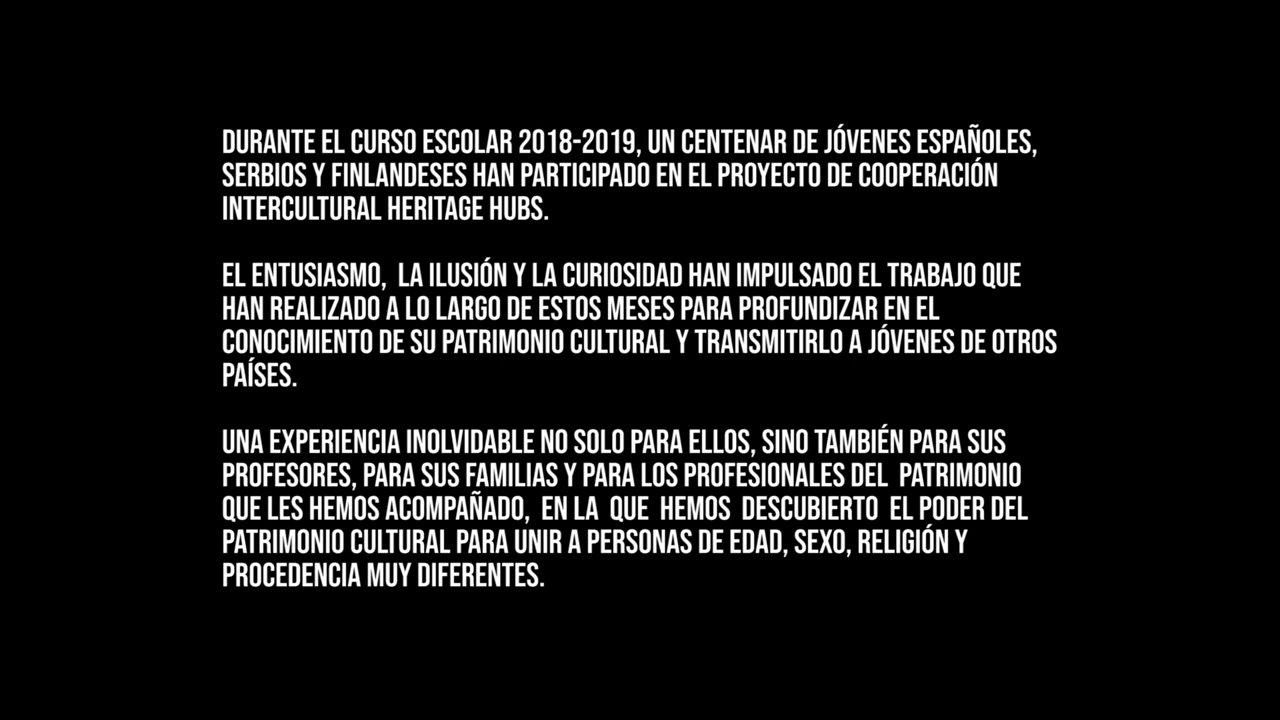 DURANTE EL CURSO ESCOLAR 2018-2019, UN CENTENAR DE JÓVENES ESPAÑOLES,
SERBIOS Y FINLANDESES HAN PARTICIPADO EN EL PROYECTO DE COOPERACIÓN
INTERCULTURAL HERITAGE HUBS.
EL ENTUSIASMO, LA ILUSIÓN Y LA CURIOSIDAD HAN IMPULSADO EL TRABAJO QUE
HAN REALIZADO A LO LARGO DE ESTOS MESES PARA PROFUNDIZAR EN EL
CONOCIMIENTO DE SU PATRIMONIO CULTURAL Y TRANSMITIRLO A JÓVENES DE OTROS
PAÍSES.
UNA EXPERIENCIA INOLVIDABLE NO SOLO PARA ELLOS, SINO TAMBIÉN PARA SUS
PROFESORES, PARA SUS FAMILIAS Y PARA LOS PROFESIONALES DEL PATRIMONIO
QUE LES HEMOS ACOMPAÑADO, EN LA QUE HEMOS DESCUBIERTO EL PODER DEL
PATRIMONIO CULTURAL PARA UNIR A PERSONAS DE EDAD, SEXO, RELIGIÓN Y
PROCEDENCIA MUY DIFERENTES.